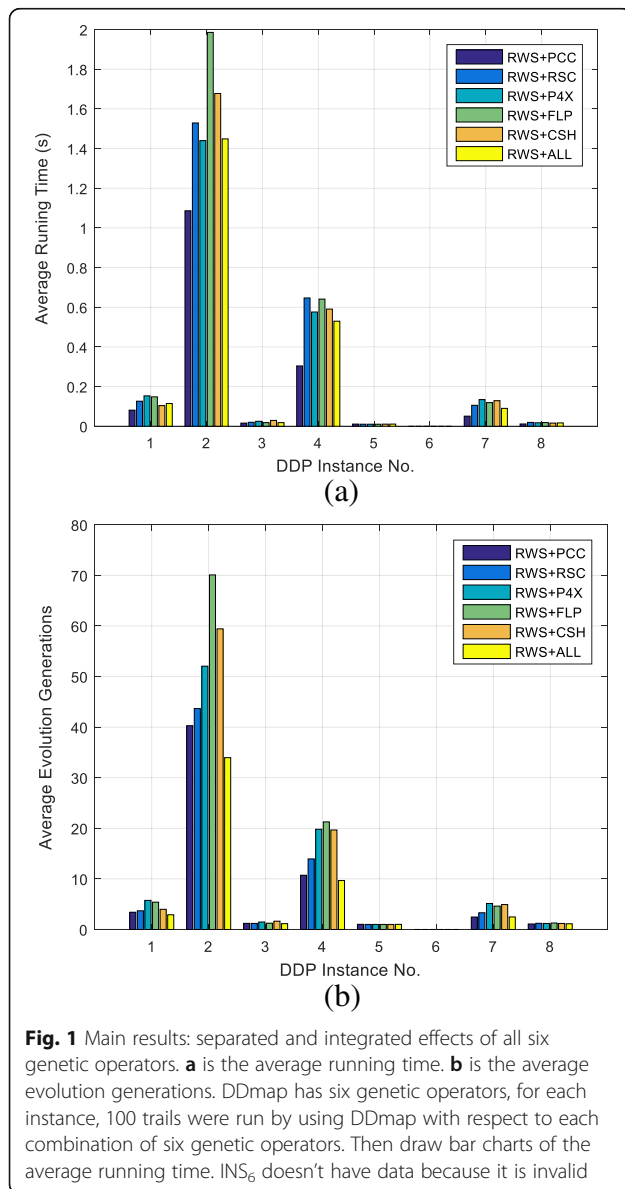 2
1.8
1.6
1.4
1.2
1
0.8
0.6
0.4
0.2
0
Average Runing Time (s)
RWS+PCC
RWS+RSC
RWS+P4X
RWS+FLP
RWS+CSH
RWS+ALL
1 2 3 4 5 6 7 8
DDP Instance No.
(a)
80
70
60
50
40
30
20
10
0
Average Evolution Generations
RWS+PCC
RWS+RSC
RWS+P4X
RWS+FLP
RWS+CSH
RWS+ALL
1 2 3 4 5 6 7 8
DDP Instance No.
(b)
Fig. 1 Main results: separated and integrated effects of all six
genetic operators. a is the average running time. b is the average
evolution generations. DDmap has six genetic operators, for each
instance, 100 trails were run by using DDmap with respect to each
combination of six genetic operators. Then draw bar charts of the
average running time. INS₆ doesn't have data because it is invalid